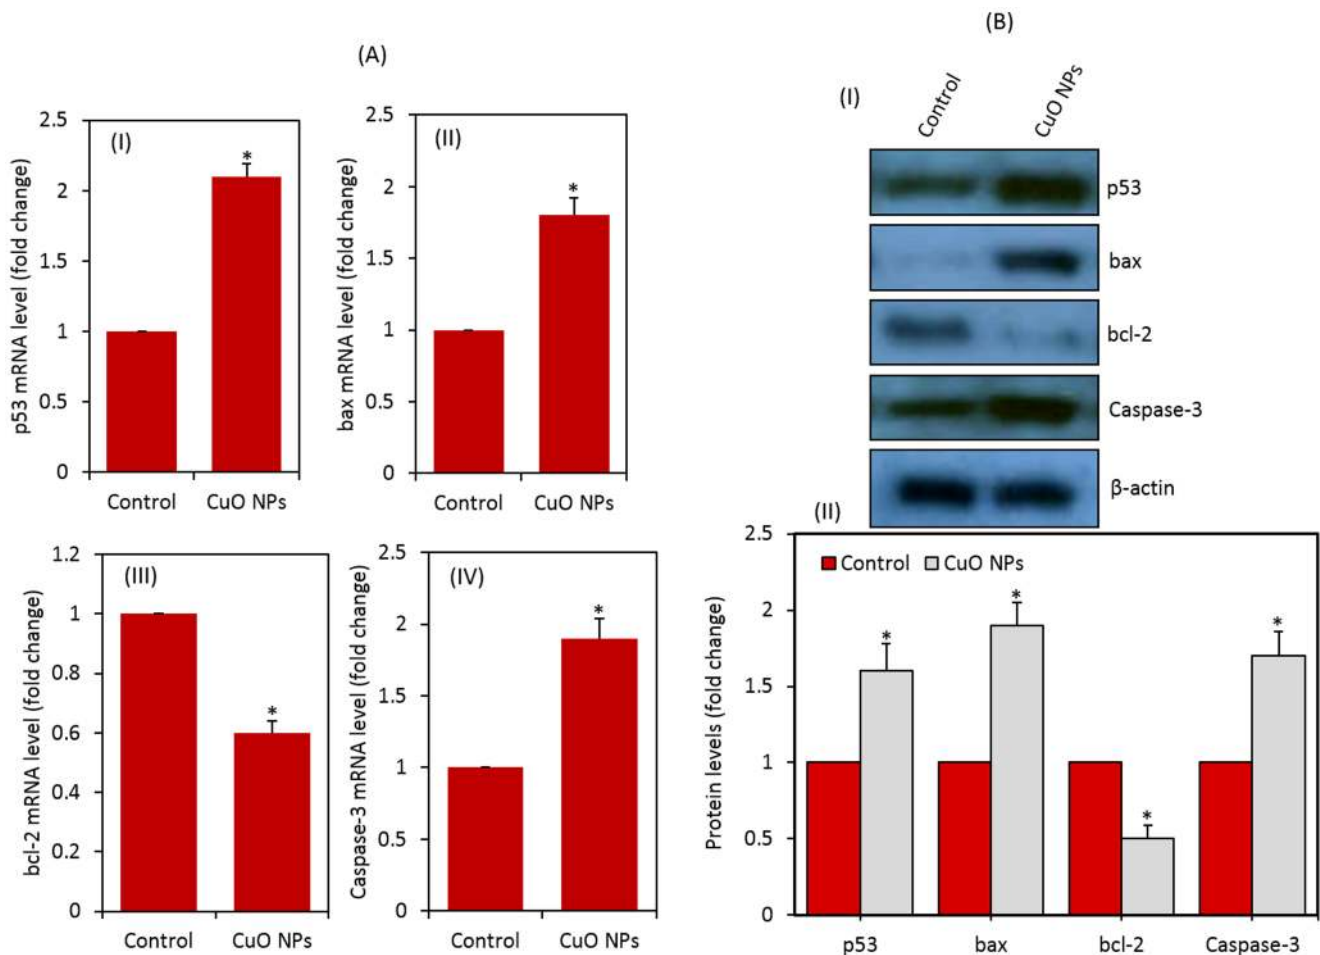 (A)
(I)
p53 mRNA level (fold change)
2.5
2
1.5
1
0.5
0
*
Control CuO NPs
(II)
bax mRNA level (fold change)
2.5
2
1.5
1
0.5
0
*
Control CuO NPs
(III)
bcl-2 mRNA level (fold change)
1.2
1
0.8
0.6
0.4
0.2
0
*
Control CuO NPs
(IV)
Caspase-3 mRNA level (fold change)
2.5
2
1.5
1
0.5
0
*
Control CuO NPs
(B)
(I)
Control CuO NPs
p53
bax
bcl-2
Caspase-3
β-actin
(II)
Protein levels (fold change)
2.5
2
1.5
1
0.5
0
Control CuO NPs
* * * *
p53 bax bcl-2 Caspase-3